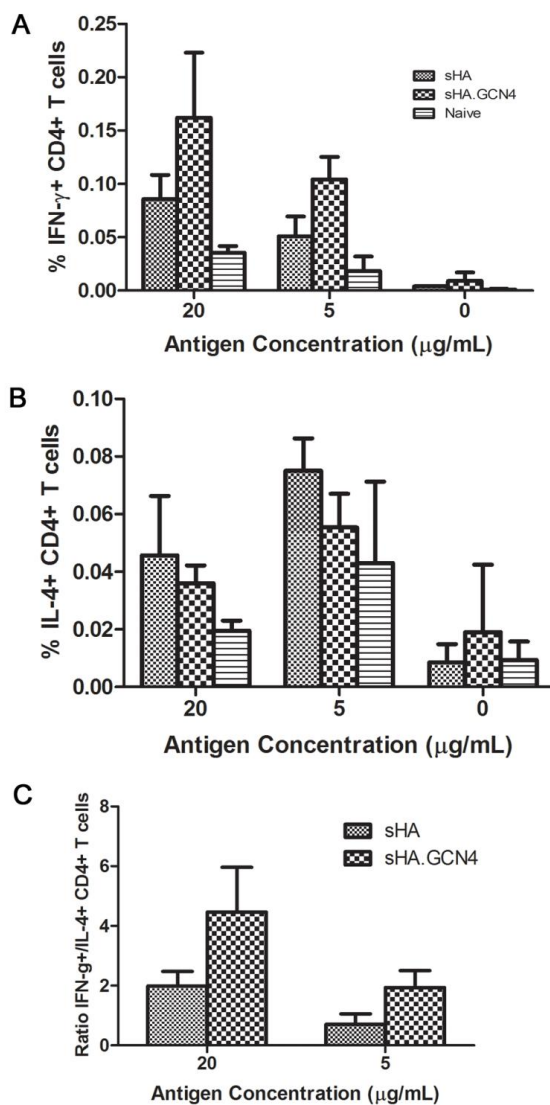 A
0.25
0.20
0.15
0.10
0.05
0.00
% IFN-γ+ CD4+ T cells
sHA
sHA.GCN4
Naive
20 5 0
Antigen Concentration (μg/mL)
B
0.10
0.08
0.06
0.04
0.02
0.00
% IL-4+ CD4+ T cells
20 5 0
Antigen Concentration (μg/mL)
C
8
6
4
2
0
Ratio IFN-g+/IL-4+ CD4+ T cells
sHA
sHA.GCN4
20 5
Antigen Concentration (μg/mL)